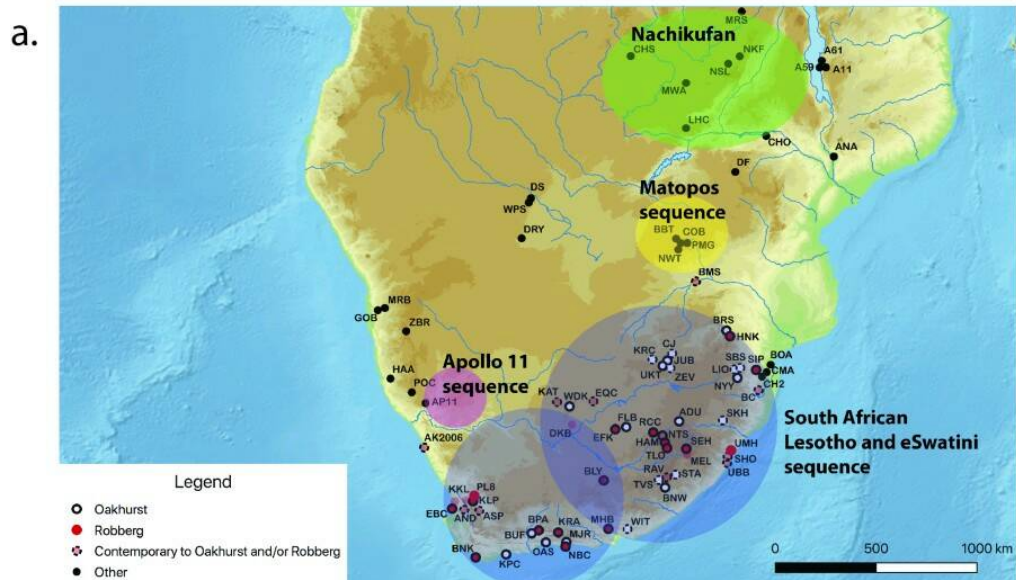 a.
MRS
Nachikufan
CHS
NKF
NSL
A61
A59
A11
MWA
LHC
CHO
ANA
DF
DS
WPS
Matopos
sequence
DRY
BBT
COB
PMG
NWT
BMS
MRB
GOB
ZBR
BRS
HNK
CJ
KRC
JUB
UKT
ZEV
SBS
SIP
LIO
NYY
BOA
CMA
CH2
BC
HAA
POC
Apollo 11
sequence
AP11
KAT
WDK
EQC
DKB
FLB
EFK
RCC
ADU
SKH
NTS
HAM
TLO
SEH
MEL
UMH
SHO
UBB
South African
Lesotho and eSwatini
sequence
AK2006
BLY
RAV
STA
TVS
BNW
KKL
PL8
KLP
EBC
AND
ASP
BPA
KRA
BUF
MJR
MHB
WIT
OAS
NBC
BNK
KPC
Legend
Oakhurst
Robberg
Contemporary to Oakhurst and/or Robberg
Other
0 500 1000 km